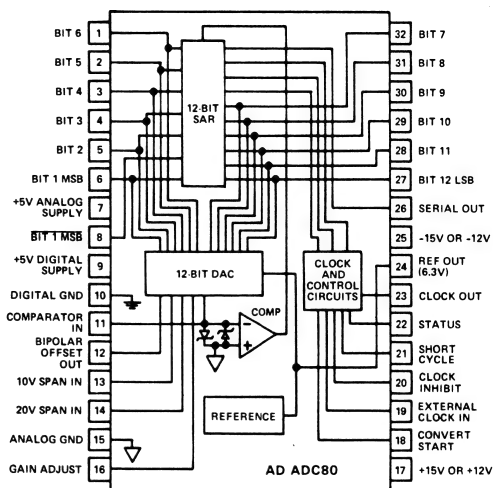 BIT 6 1
BIT 5 2
BIT 4 3
BIT 3 4
BIT 2 5
BIT 1 MSB 6
+5V ANALOG
SUPPLY 7
BIT 1 MSB 8
+5V DIGITAL
SUPPLY 9
DIGITAL GND 10
COMPARATOR
IN 11
BIPOLAR
OFFSET
OUT 12
10V SPAN IN 13
20V SPAN IN 14
ANALOG GND 15
GAIN ADJUST 16
12-BIT
SAR
12-BIT DAC
COMP
-
+
REFERENCE
CLOCK
AND
CONTROL
CIRCUITS
AD ADC80
32 BIT 7
31 BIT 8
30 BIT 9
29 BIT 10
28 BIT 11
27 BIT 12 LSB
26 SERIAL OUT
25 -15V OR -12V
24 REF OUT
(6.3V)
23 CLOCK OUT
22 STATUS
21 SHORT
CYCLE
20 CLOCK
INHIBIT
19 EXTERNAL
CLOCK IN
18 CONVERT
START
17 +15V OR +12V